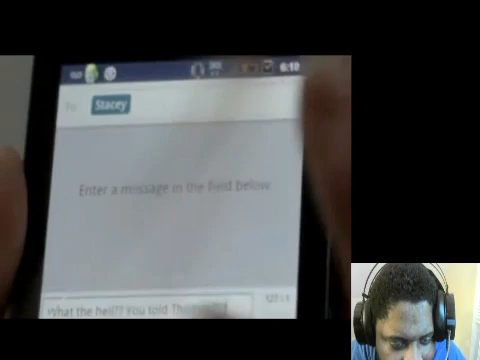 6:10
To Stacey
Enter a message in the field below.
What the hell?? You told